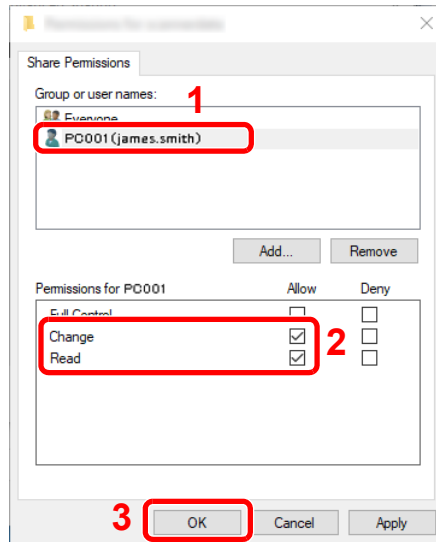 Share Permissions
Group or user names:
1
Everyone
PC001(james.smith)
Add...
Remove
Permissions for PC001
Allow
Deny
Full Control
Change
2
Read
3
OK
Cancel
Apply